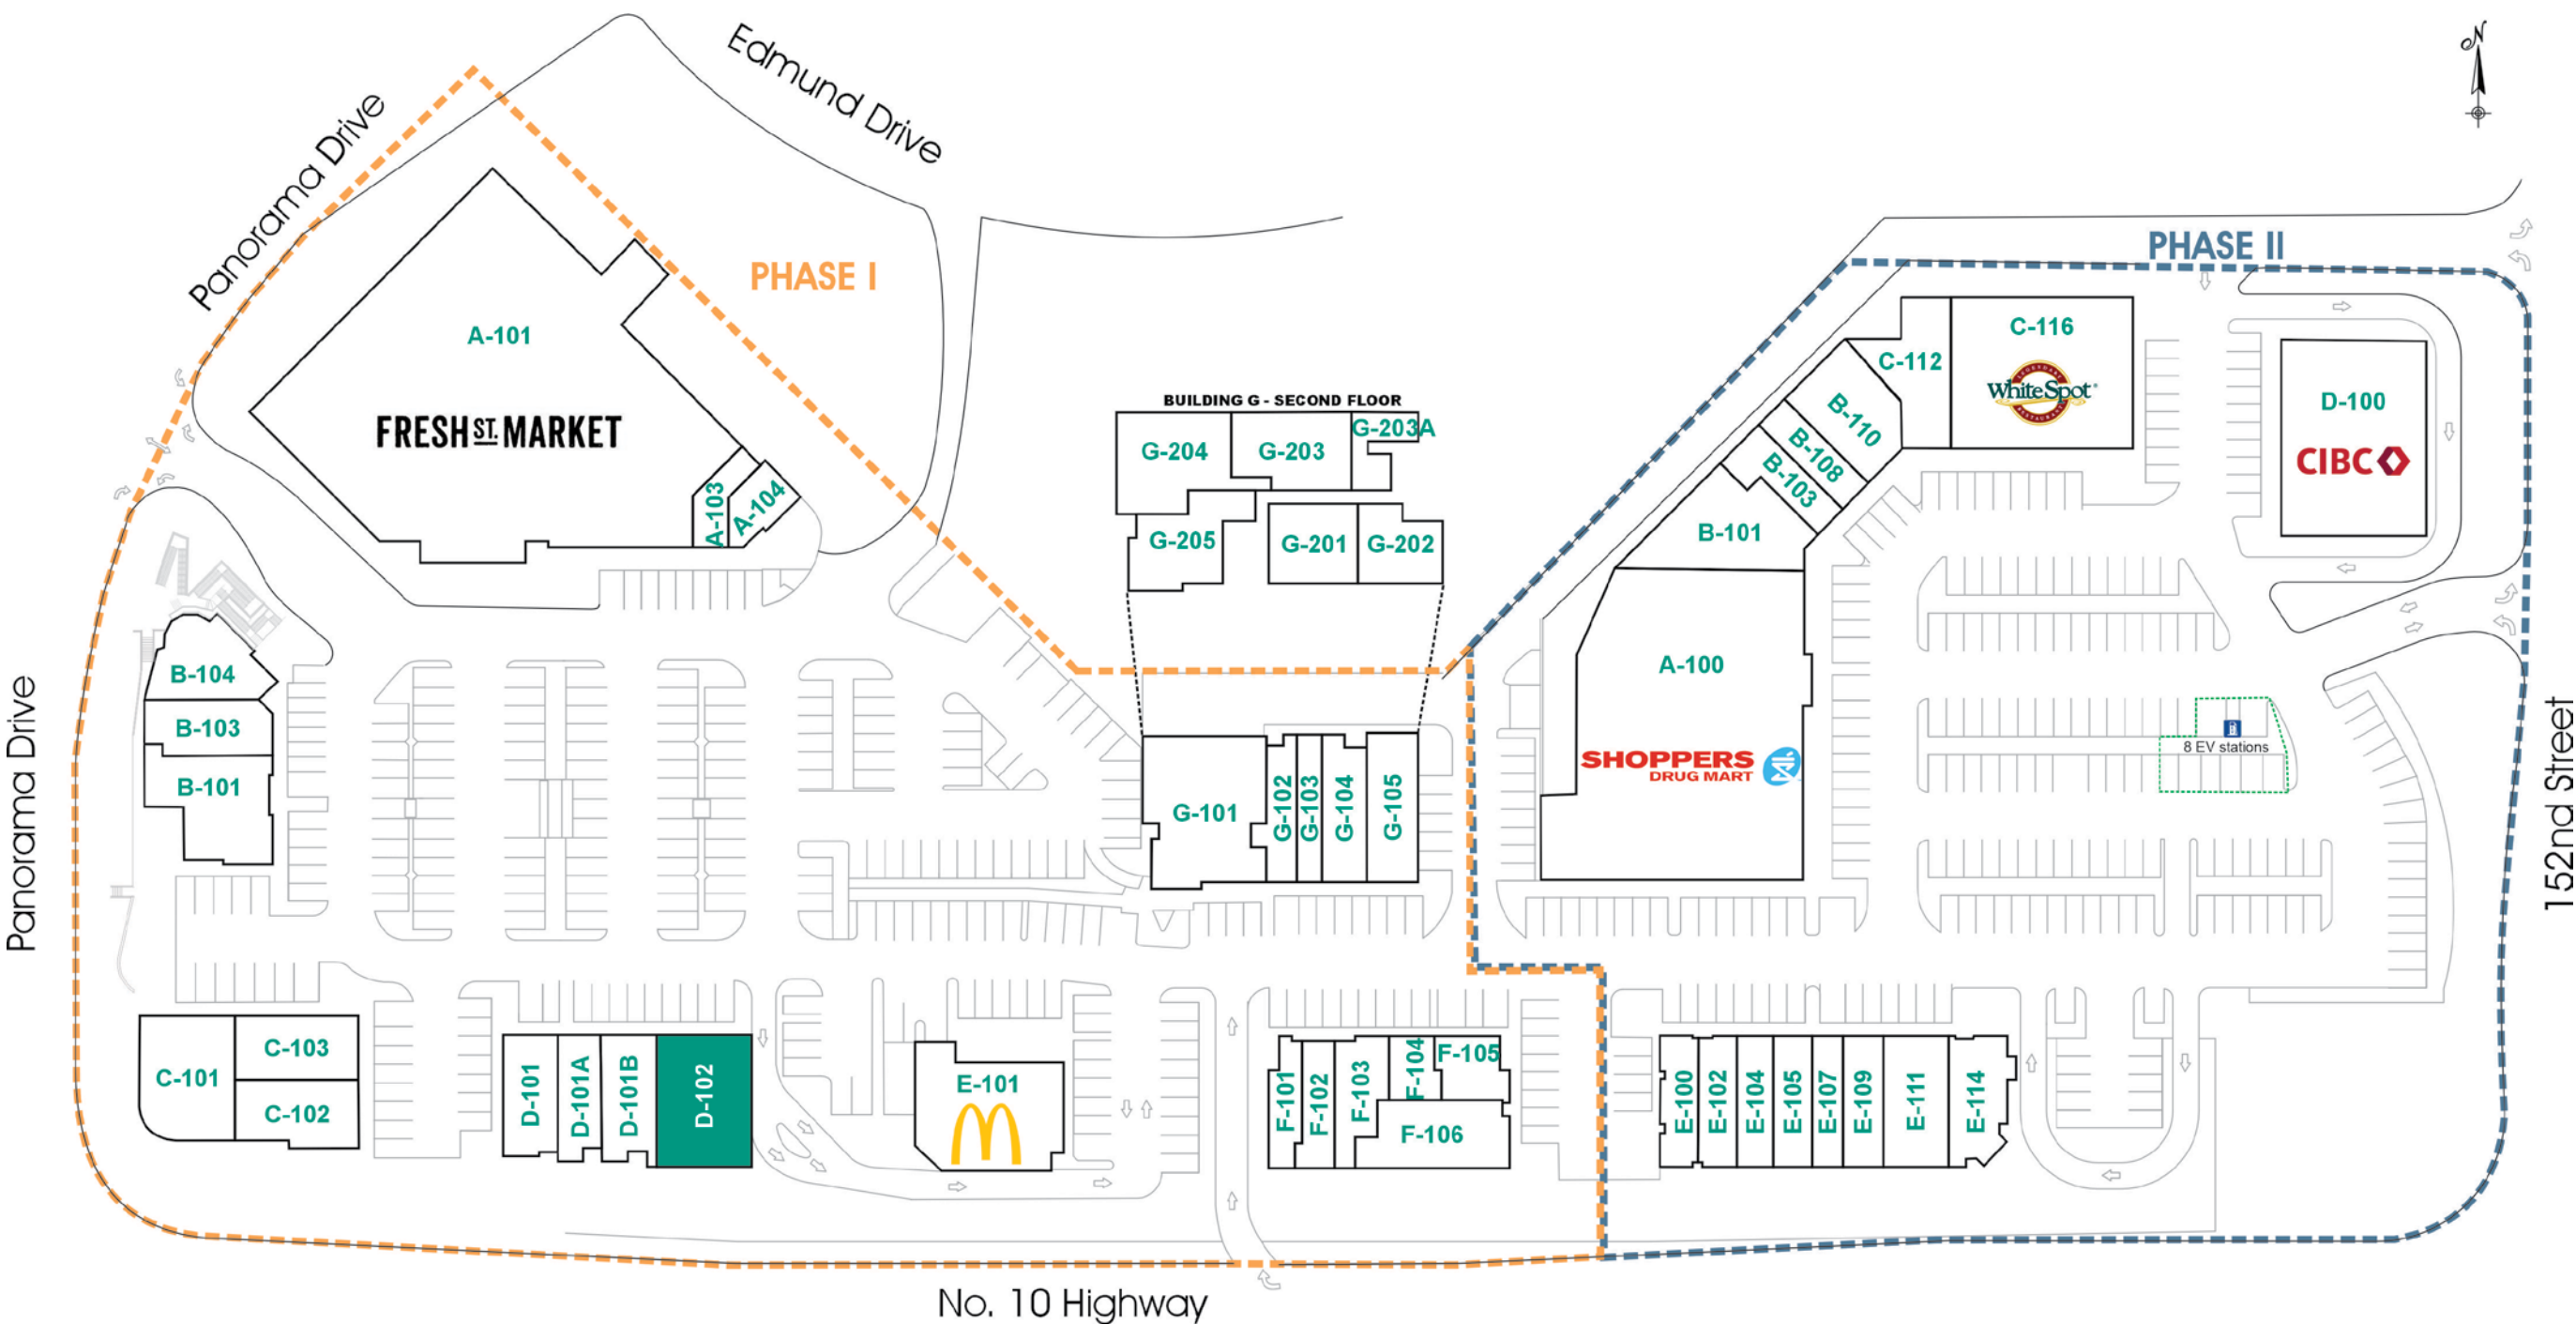 N
Edmund Drive
Panorama Drive
PHASE I
PHASE II
A-101
FRESH ST. MARKET
A-103
A-104
BUILDING G - SECOND FLOOR
G-204
G-203
G-203A
G-205
G-201
G-202
C-116
White Spot
C-112
B-110
B-108
B-103
B-101
D-100
CIBC
A-100
SHOPPERS
DRUG MART
8 EV stations
B-104
B-103
B-101
G-101
G-102
G-103
G-104
G-105
Panorama Drive
152nd Street
C-101
C-103
C-102
D-101
D-101A
D-101B
D-102
E-101
F-101
F-102
F-103
F-104
F-105
F-106
E-100
E-102
E-104
E-105
E-107
E-109
E-111
E-114
No. 10 Highway